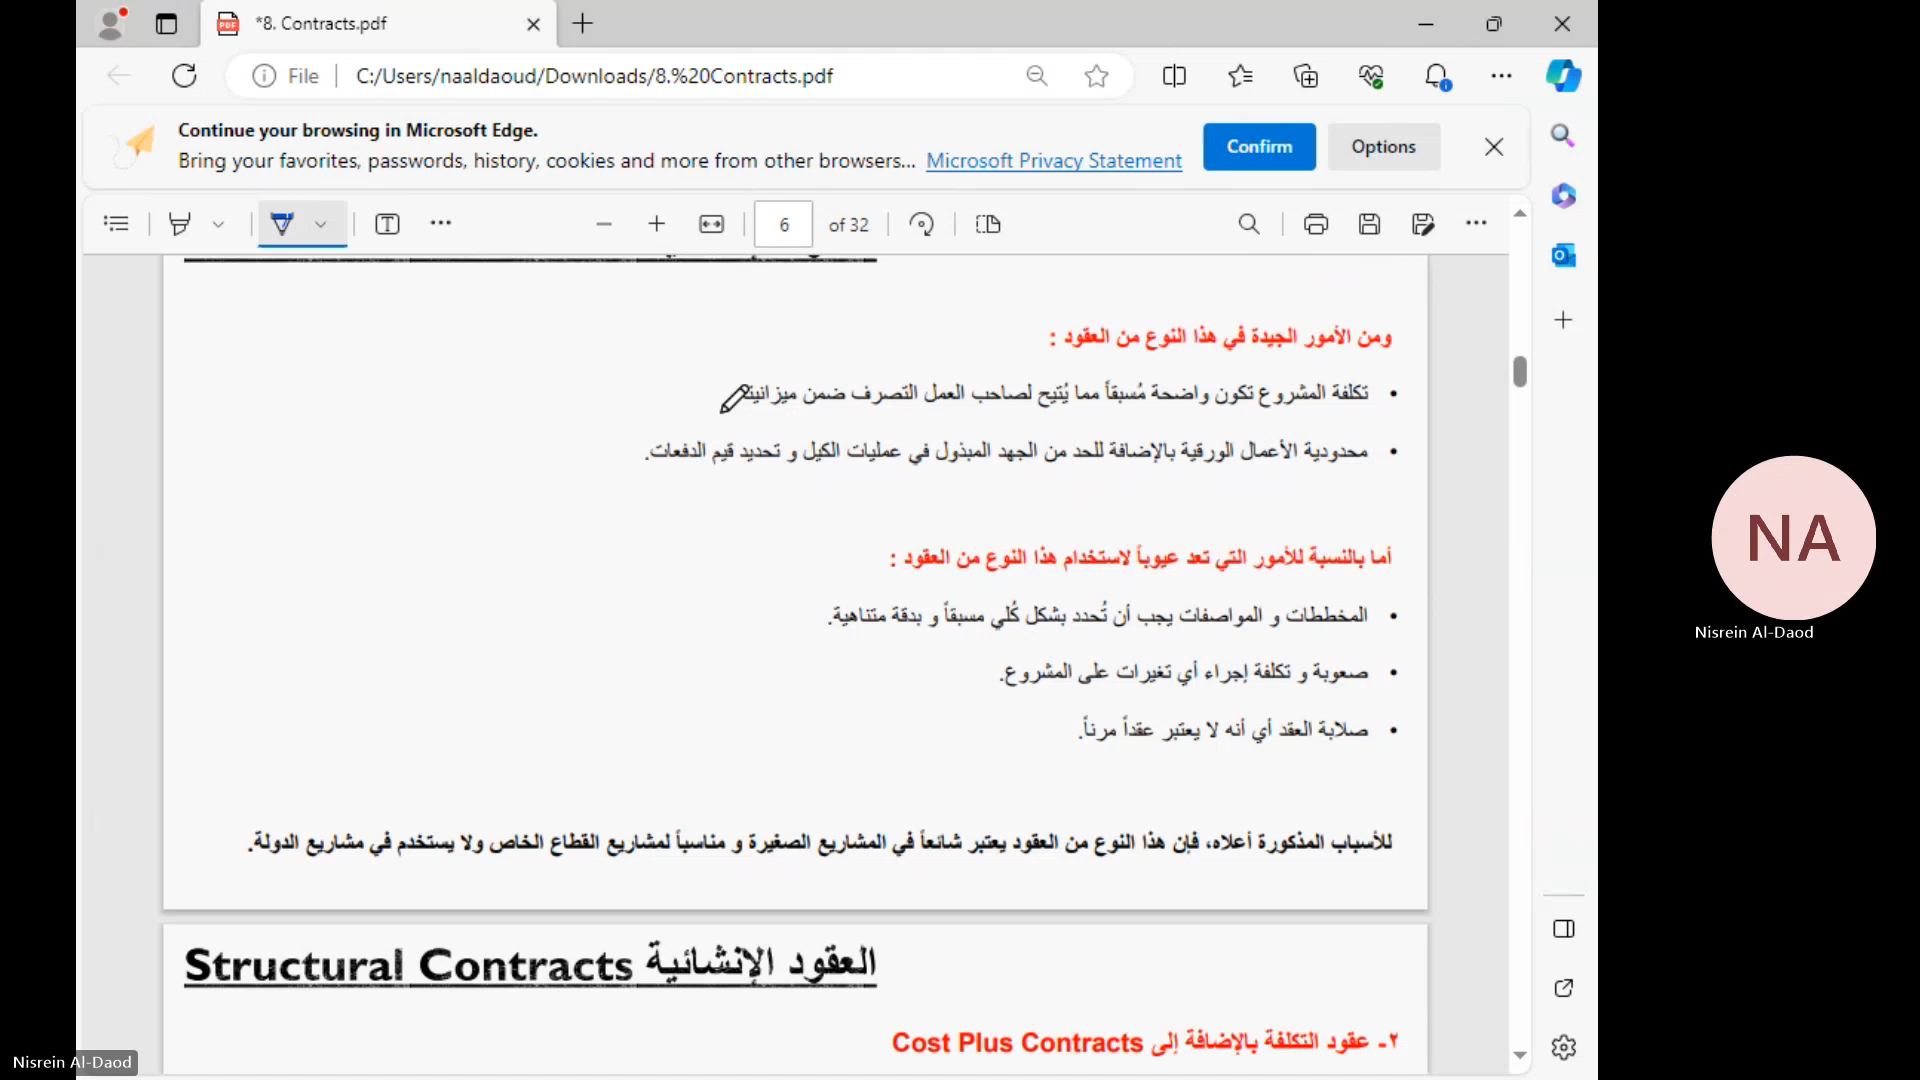 *8. Contracts.pdf
File
C:/Users/naaldaoud/Downloads/8.%20Contracts.pdf
Continue your browsing in Microsoft Edge.
Bring your favorites, passwords, history, cookies and more from other browsers... Microsoft Privacy Statement
Confirm
Options
6 of 32
ومن الأمور الجيدة في هذا النوع من العقود :
• تكلفة المشروع تكون واضحة مُسبقاً مما يُتيح لصاحب العمل التصرف ضمن
• محدودية الأعمال الورقية بالإضافة للحد من الجهد المبذول في عمليات الكيل و تحديد قيم الدفعات.
أما بالنسبة للأمور التي تعد عيوباً لاستخدام هذا النوع من العقود :
• المخططات و المواصفات يجب أن تُحدد بشكل كُلي مسبقاً و بدقة متناهية.
• صعوبة و تكلفة إجراء أي تغيرات على المشروع.
• صلابة العقد أي أنه لا يعتبر عقداً مرناً.
للأسباب المذكورة أعلاه، فإن هذا النوع من العقود يعتبر شائعاً في المشاريع الصغيرة و مناسباً لمشاريع القطاع الخاص ولا يستخدم في مشاريع الدولة.
العقود الإنشائية Structural Contracts
٢- عقود التكلفة بالإضافة إلى Cost Plus Contracts
NA
Nisrein Al-Daod
Nisrein Al-Daod